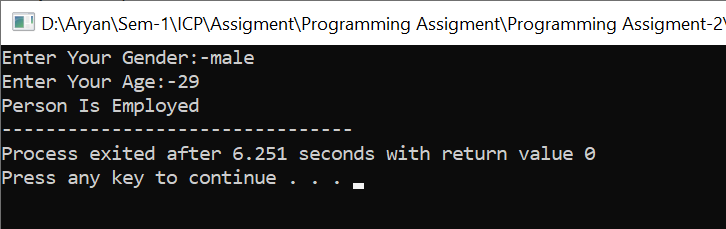 D:\Aryan\Sem-1\ICP\Assigment\Programming Assigment\Programming Assigment-2\
Enter Your Gender:-male
Enter Your Age:-29
Person Is Employed
--------------------------------
Process exited after 6.251 seconds with return value 0
Press any key to continue . . .